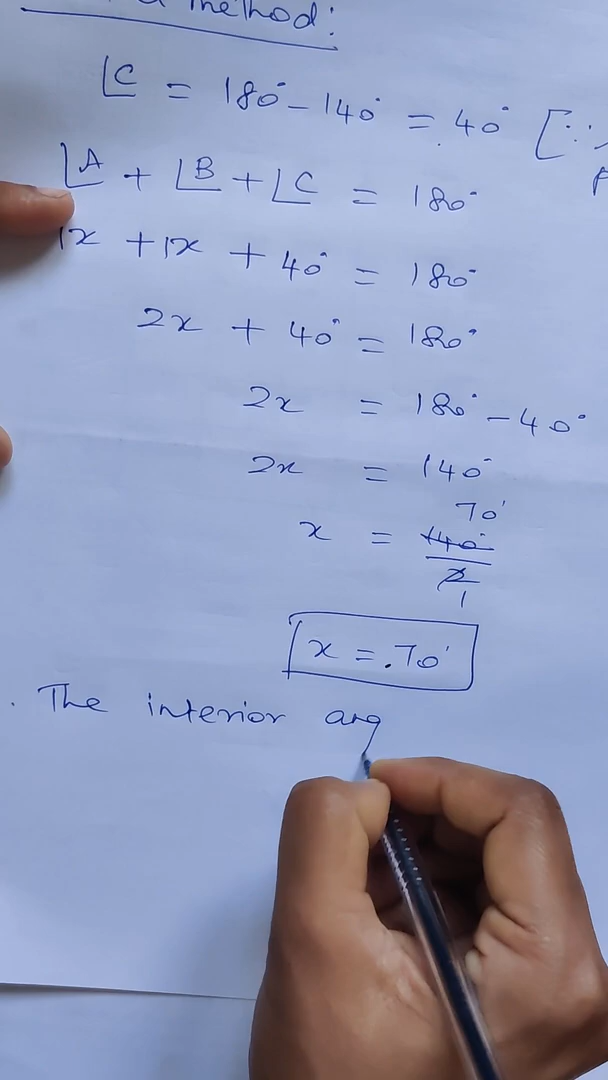 method:
∠C = 180° - 140° = 40° [∵
∠A + ∠B + ∠C = 180°
1x + 1x + 40° = 180°
2x + 40° = 180°
2x = 180° - 40°
2x = 140°
70°
x = 140°
2
1
x = 70°
. The interior ang